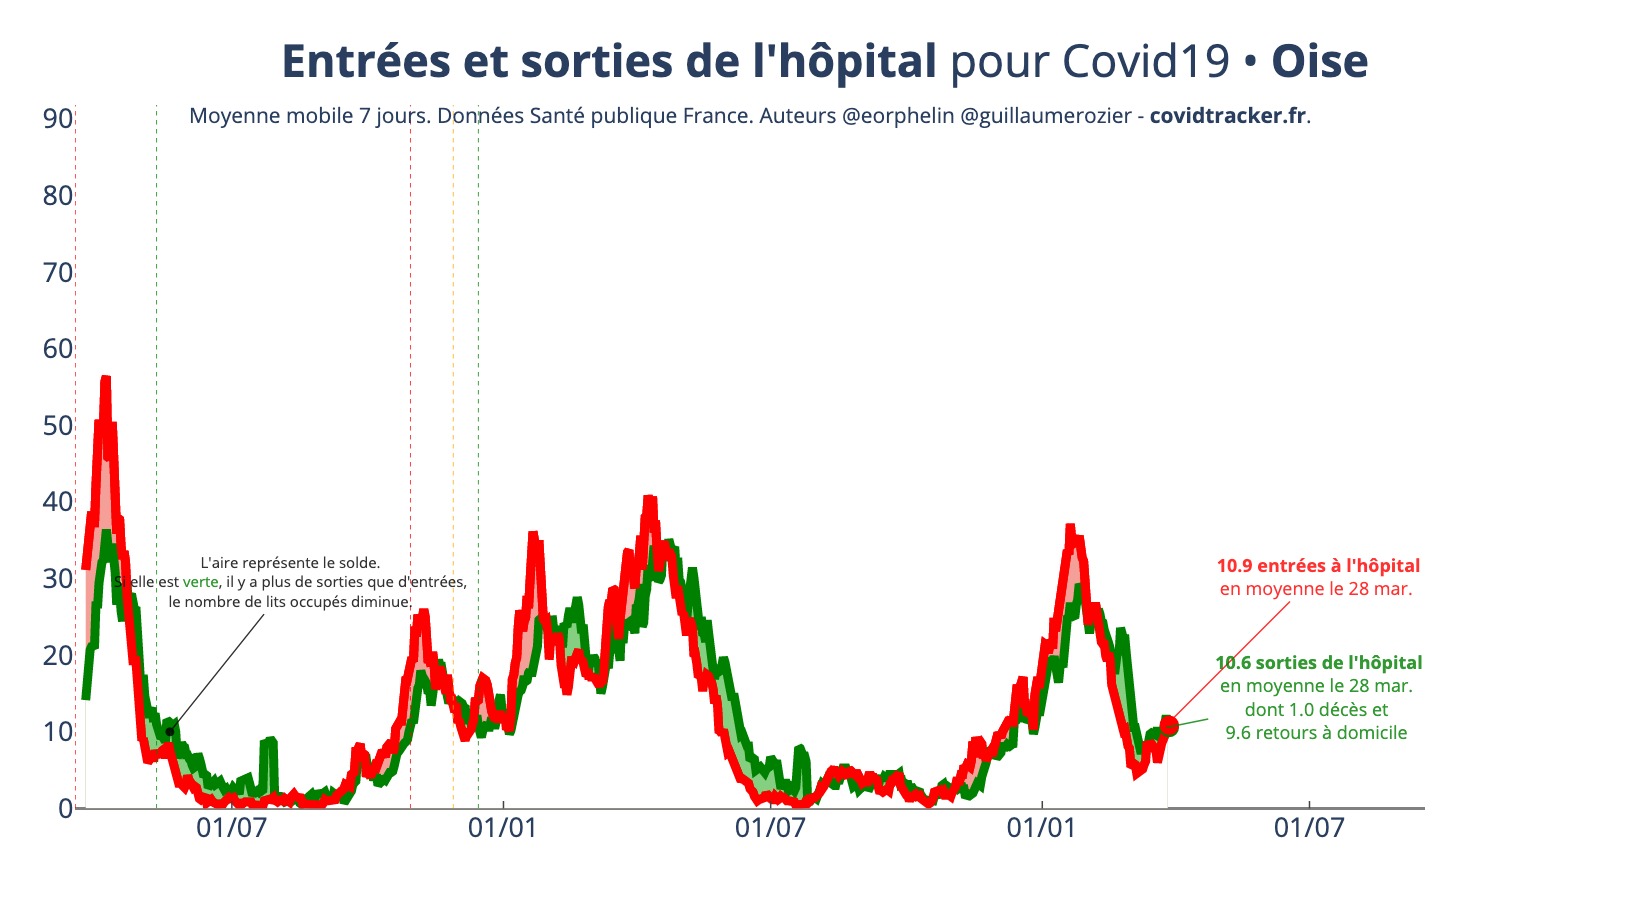 Entrées et sorties de l'hôpital pour Covid19 • Oise
Moyenne mobile 7 jours. Données Santé publique France. Auteurs @eorphelin @guillaumerozier - covidtracker.fr.
90
80
70
60
50
40
30
20
10
0
L'aire représente le solde.
Si elle est verte, il y a plus de sorties que d'entrées,
le nombre de lits occupés diminue.
10.9 entrées à l'hôpital
en moyenne le 28 mar.
10.6 sorties de l'hôpital
en moyenne le 28 mar.
dont 1.0 décès et
9.6 retours à domicile
01/07
01/01
01/07
01/01
01/07